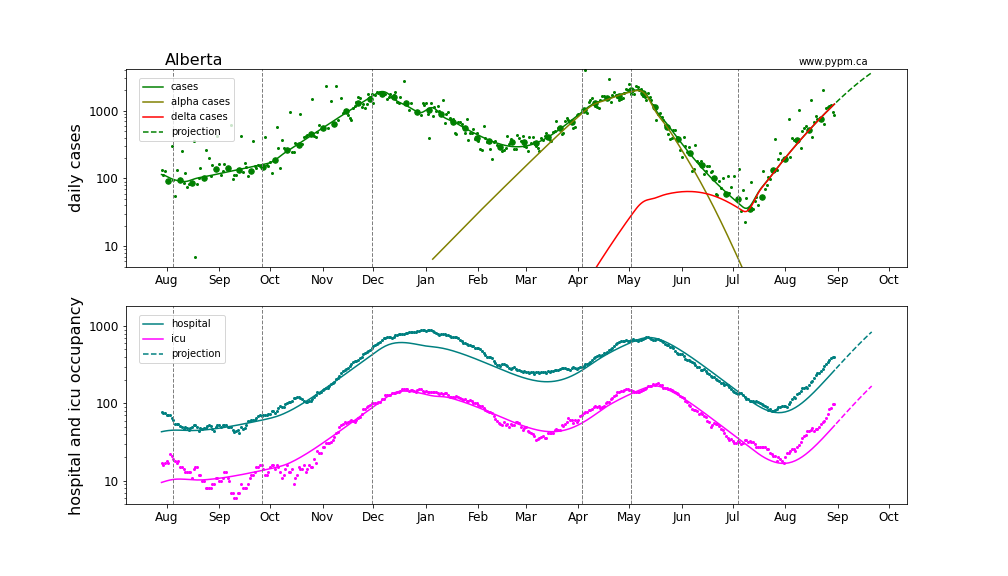 Alberta
www.pypm.ca
cases
alpha cases
delta cases
projection
daily cases
1000
100
10
Aug Sep Oct Nov Dec Jan Feb Mar Apr May Jun Jul Aug Sep Oct
hospital
icu
projection
hospital and icu occupancy
1000
100
10
Aug Sep Oct Nov Dec Jan Feb Mar Apr May Jun Jul Aug Sep Oct